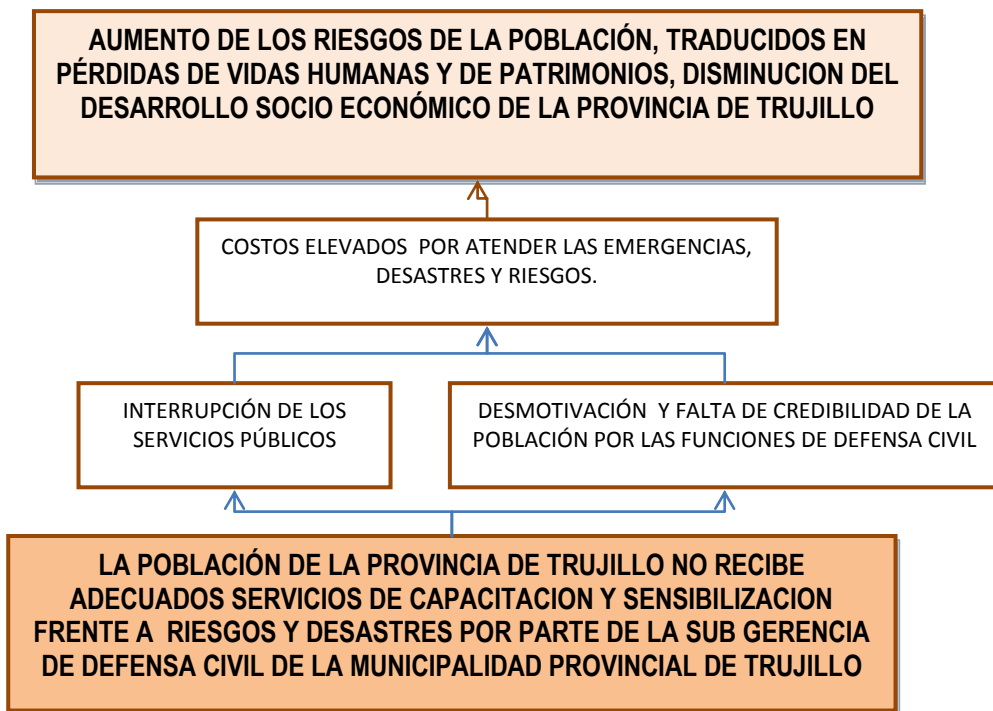 AUMENTO DE LOS RIESGOS DE LA POBLACIÓN, TRADUCIDOS EN
PÉRDIDAS DE VIDAS HUMANAS Y DE PATRIMONIOS, DISMINUCION DEL
DESARROLLO SOCIO ECONÓMICO DE LA PROVINCIA DE TRUJILLO
COSTOS ELEVADOS POR ATENDER LAS EMERGENCIAS,
DESASTRES Y RIESGOS.
INTERRUPCIÓN DE LOS
SERVICIOS PÚBLICOS
DESMOTIVACIÓN Y FALTA DE CREDIBILIDAD DE LA
POBLACIÓN POR LAS FUNCIONES DE DEFENSA CIVIL
LA POBLACIÓN DE LA PROVINCIA DE TRUJILLO NO RECIBE
ADECUADOS SERVICIOS DE CAPACITACION Y SENSIBILIZACION
FRENTE A RIESGOS Y DESASTRES POR PARTE DE LA SUB GERENCIA
DE DEFENSA CIVIL DE LA MUNICIPALIDAD PROVINCIAL DE TRUJILLO